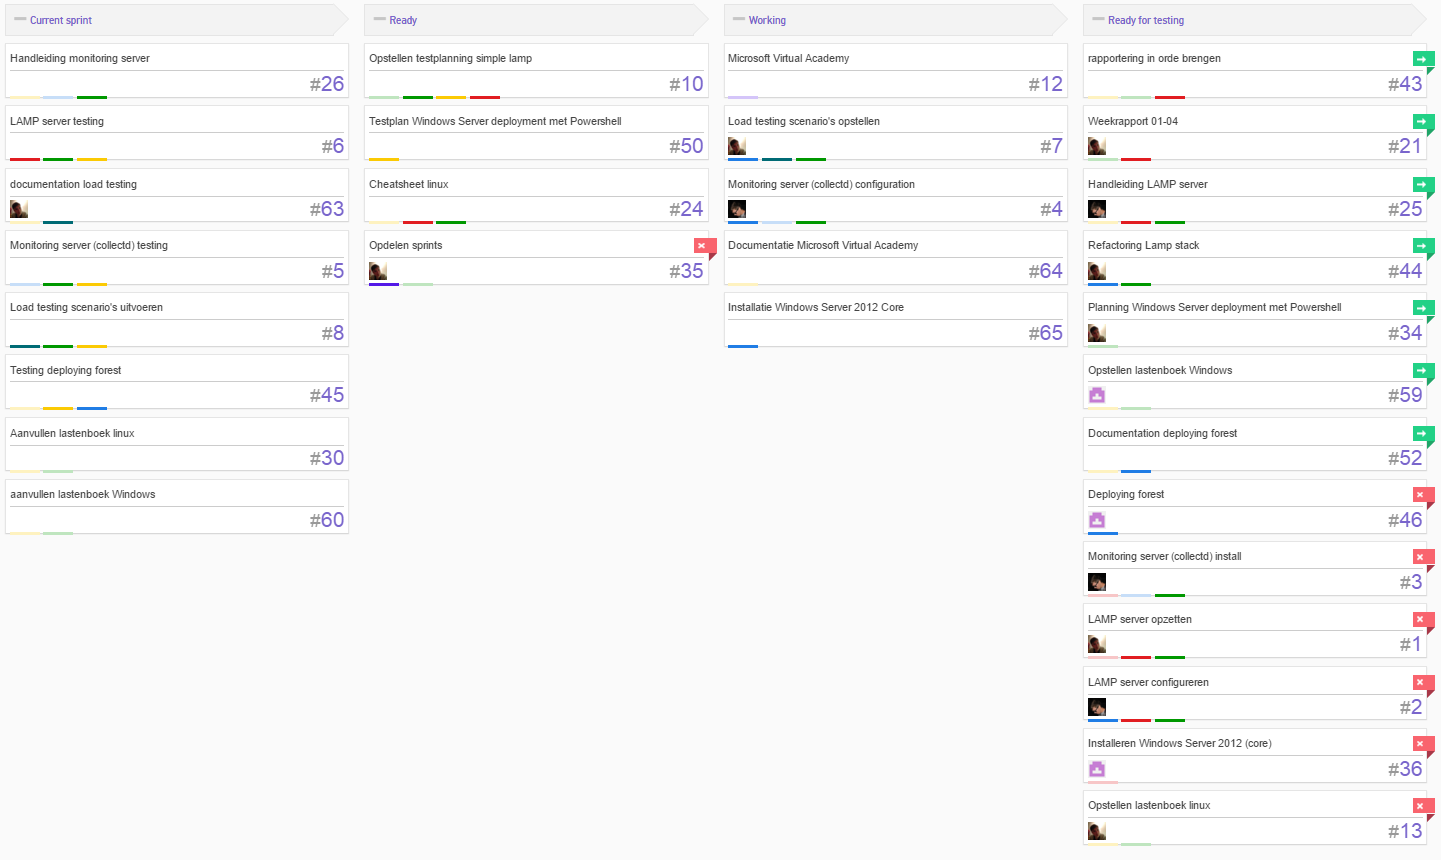 Current sprint
Handleiding monitoring server
#26
LAMP server testing
#6
documentation load testing
#63
Monitoring server (collectd) testing
#5
Load testing scenario's uitvoeren
#8
Testing deploying forest
#45
Aanvullen lastenboek linux
#30
aanvullen lastenboek Windows
#60
Ready
Opstellen testplanning simple lamp
#10
Testplan Windows Server deployment met Powershell
#50
Cheatsheet linux
#24
Opdelen sprints
#35
Working
Microsoft Virtual Academy
#12
Load testing scenario's opstellen
#7
Monitoring server (collectd) configuration
#4
Documentatie Microsoft Virtual Academy
#64
Installatie Windows Server 2012 Core
#65
Ready for testing
rapportering in orde brengen
#43
Weekrapport 01-04
#21
Handleiding LAMP server
#25
Refactoring Lamp stack
#44
Planning Windows Server deployment met Powershell
#34
Opstellen lastenboek Windows
#59
Documentation deploying forest
#52
Deploying forest
#46
Monitoring server (collectd) install
#3
LAMP server opzetten
#1
LAMP server configureren
#2
Installeren Windows Server 2012 (core)
#36
Opstellen lastenboek linux
#13